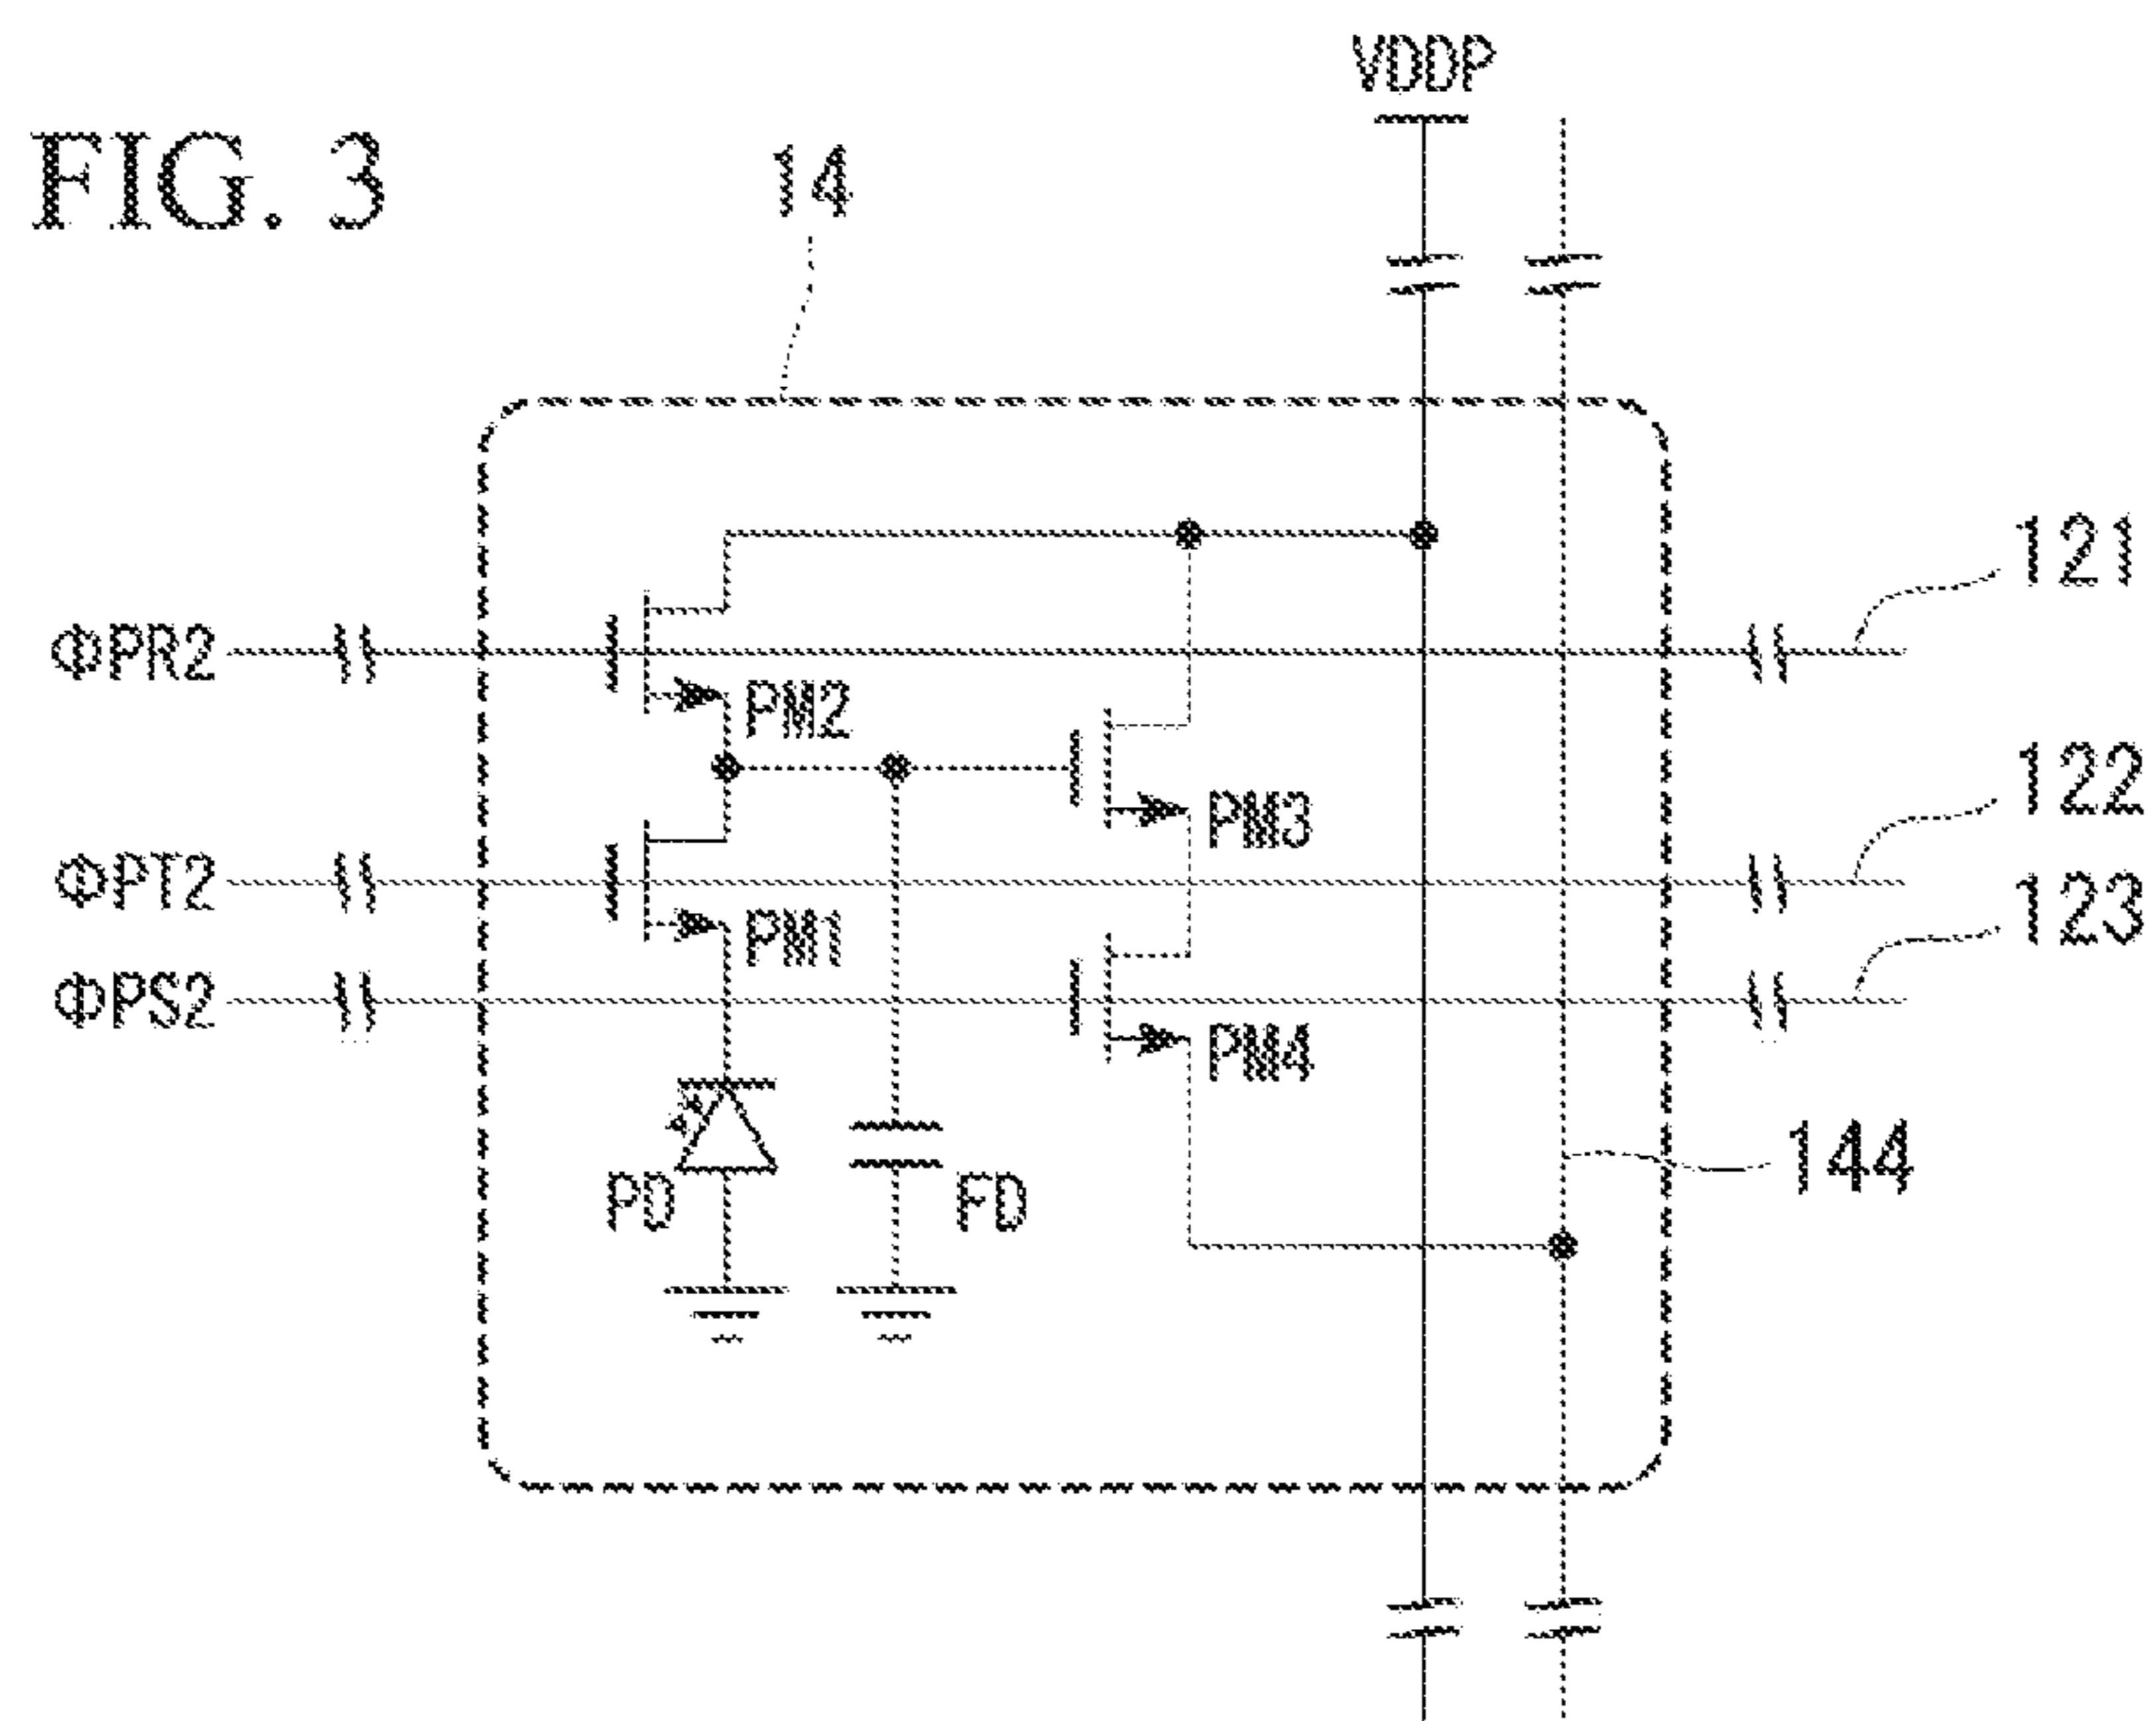 VDDP
FIG. 3
14
121
ΦPR2
PM2
122
PM3
ΦPT2
PM1
123
ΦPS2
PM4
144
PD
FD